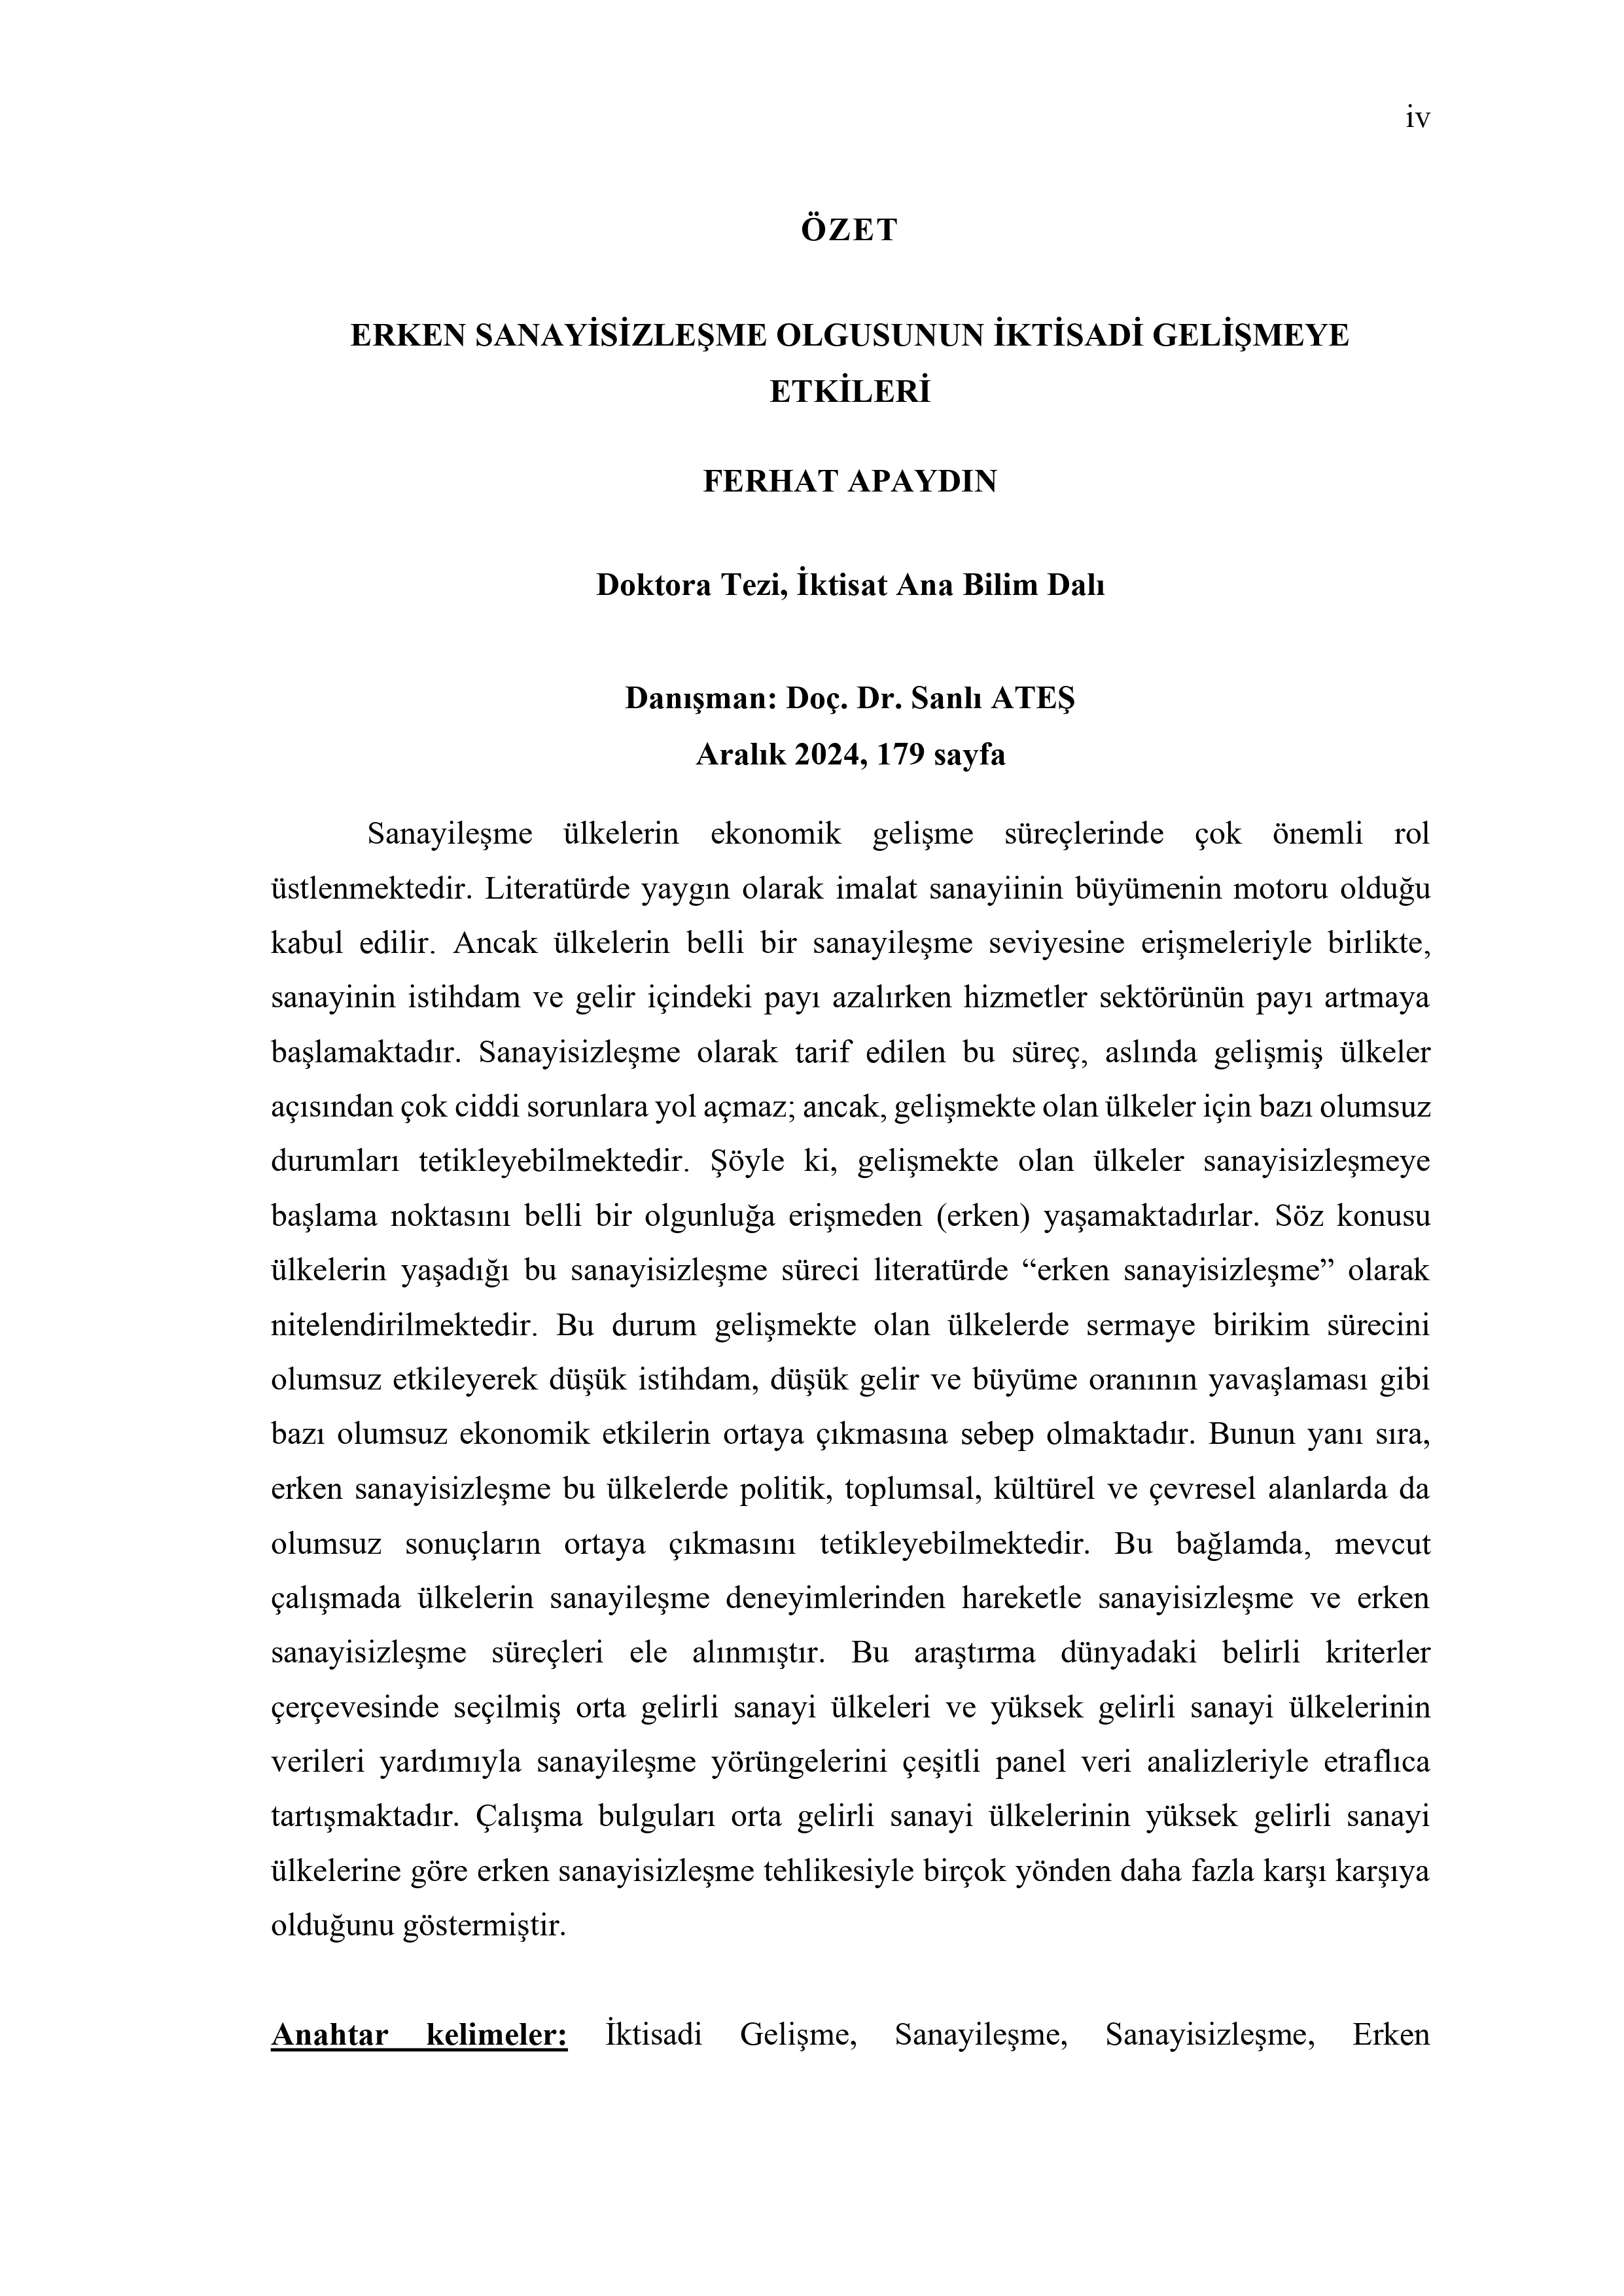 iv
ÖZET
ERKEN SANAYİSİZLEŞME OLGUSUNUN İKTİSADİ GELİŞMEYE
ETKİLERİ
FERHAT APAYDIN
Doktora Tezi, İktisat Ana Bilim Dalı
Danışman: Doç. Dr. Sanlı ATEŞ
Aralık 2024, 179 sayfa
Sanayileşme ülkelerin ekonomik gelişme süreçlerinde çok önemli rol
üstlenmektedir. Literatürde yaygın olarak imalat sanayiinin büyümenin motoru olduğu
kabul edilir. Ancak ülkelerin belli bir sanayileşme seviyesine erişmeleriyle birlikte,
sanayinin istihdam ve gelir içindeki payı azalırken hizmetler sektörünün payı artmaya
başlamaktadır. Sanayisizleşme olarak tarif edilen bu süreç, aslında gelişmiş ülkeler
açısından çok ciddi sorunlara yol açmaz; ancak, gelişmekte olan ülkeler için bazı olumsuz
durumları tetikleyebilmektedir. Şöyle ki, gelişmekte olan ülkeler sanayisizleşmeye
başlama noktasını belli bir olgunluğa erişmeden (erken) yaşamaktadırlar. Söz konusu
ülkelerin yaşadığı bu sanayisizleşme süreci literatürde “erken sanayisizleşme” olarak
nitelendirilmektedir. Bu durum gelişmekte olan ülkelerde sermaye birikim sürecini
olumsuz etkileyerek düşük istihdam, düşük gelir ve büyüme oranının yavaşlaması gibi
bazı olumsuz ekonomik etkilerin ortaya çıkmasına sebep olmaktadır. Bunun yanı sıra,
erken sanayisizleşme bu ülkelerde politik, toplumsal, kültürel ve çevresel alanlarda da
olumsuz sonuçların ortaya çıkmasını tetikleyebilmektedir. Bu bağlamda, mevcut
çalışmada ülkelerin sanayileşme deneyimlerinden hareketle sanayisizleşme ve erken
sanayisizleşme süreçleri ele alınmıştır. Bu araştırma dünyadaki belirli kriterler
çerçevesinde seçilmiş orta gelirli sanayi ülkeleri ve yüksek gelirli sanayi ülkelerinin
verileri yardımıyla sanayileşme yörüngelerini çeşitli panel veri analizleriyle etraflıca
tartışmaktadır. Çalışma bulguları orta gelirli sanayi ülkelerinin yüksek gelirli sanayi
ülkelerine göre erken sanayisizleşme tehlikesiyle birçok yönden daha fazla karşı karşıya
olduğunu göstermiştir.
Anahtar kelimeler: İktisadi Gelişme, Sanayileşme, Sanayisizleşme, Erken